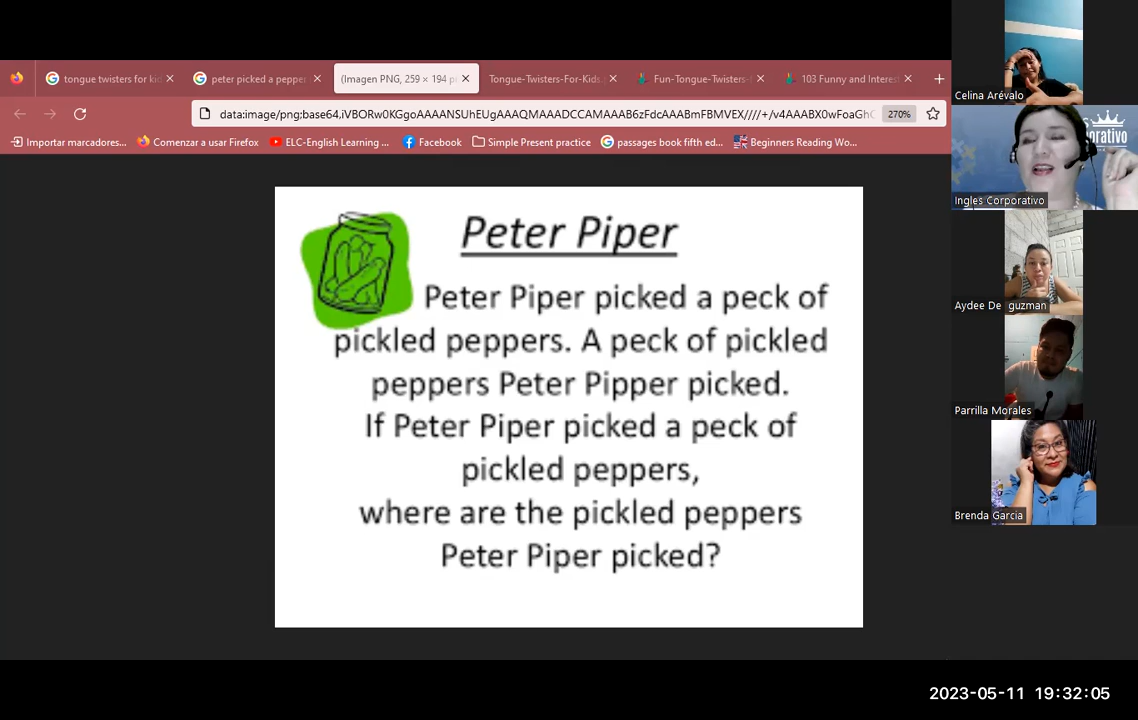 Celina Arévalo
tongue twisters for kid
peter picked a pepper
(Imagen PNG, 259 × 194 p
Tongue-Twisters-For-Kids.
Fun-Tongue-Twisters-
103 Funny and Interes
data:image/png;base64,iVBORw0KGgoAAAANSUhEUgAAAQMAAADCCAMAAAB6zFdcAAABmFBMVEX////+/v4AAABX0wFoaGhC
270%
Importar marcadores...
Comenzar a usar Firefox
ELC-English Learning ...
Facebook
Simple Present practice
passages book fifth ed...
Beginners Reading Wo...
rativo
Ingles Corporativo
Peter Piper
Peter Piper picked a peck of
pickled peppers. A peck of pickled
peppers Peter Pipper picked.
If Peter Piper picked a peck of
pickled peppers,
where are the pickled peppers
Peter Piper picked?
Aydee De guzman
Parrilla Morales
Brenda Garcia
2023-05-11 19:32:05